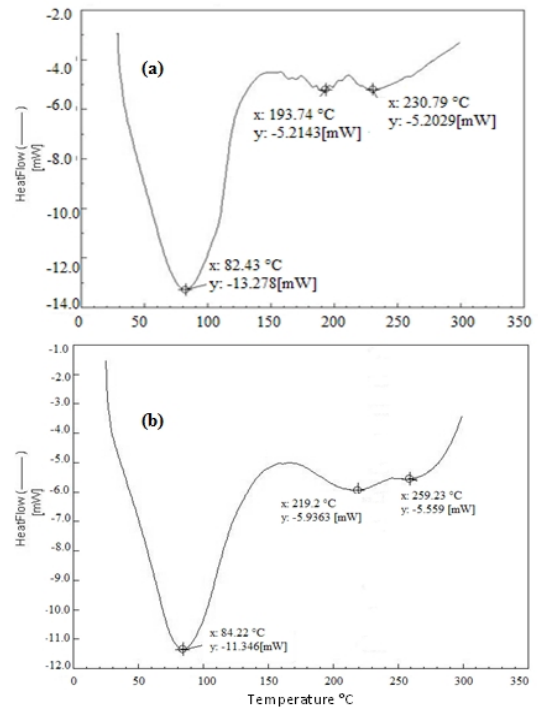 -2.0
-4.0
-6.0
-8.0
-10.0
-12.0
-14.0
HeatFlow (——)
[mW]
(a)
x: 193.74 °C
y: -5.2143[mW]
x: 230.79 °C
y: -5.2029[mW]
x: 82.43 °C
y: -13.278[mW]
0 50 100 150 200 250 300 350
-1.0
-2.0
-3.0
-4.0
-5.0
-6.0
-7.0
-8.0
-9.0
-10.0
-11.0
-12.0
HeatFlow (——)
[mW]
(b)
x: 219.2 °C
y: -5.9363 [mW]
x: 259.23 °C
y: -5.559 [mW]
x: 84.22 °C
y: -11.346[mW]
0 50 100 150 200 250 300 350
Temperature °C